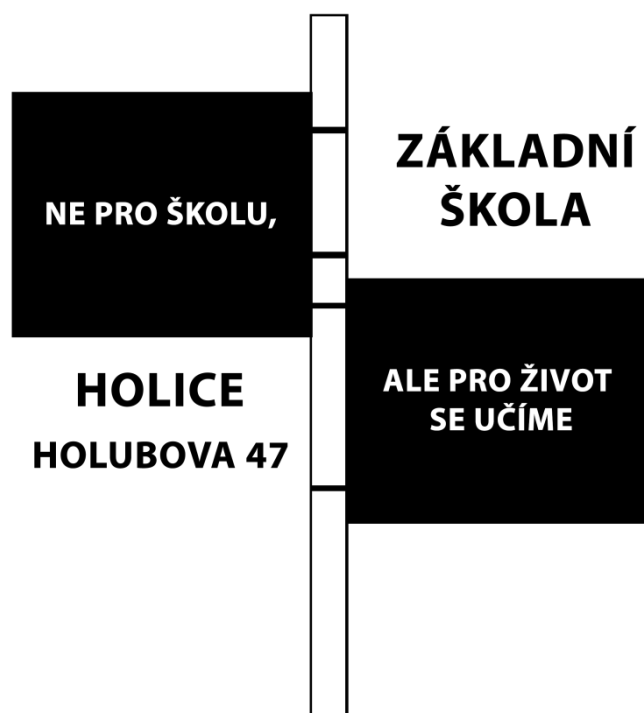 ZÁKLADNÍ
ŠKOLA
NE PRO ŠKOLU,
ALE PRO ŽIVOT
SE UČÍME
HOLICE
HOLUBOVA 47